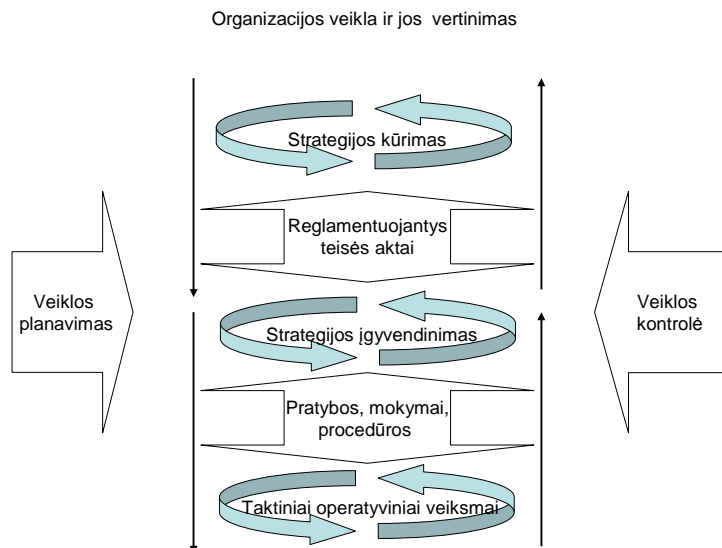 Organizacijos veikla ir jos vertinimas
Strategijos kūrimas
Reglamentuojantys
teisės aktai
Veiklos
planavimas
Veiklos
kontrolė
Strategijos įgyvendinimas
Pratybos, mokymai,
procedūros
Taktiniai operatyviniai veiksmai